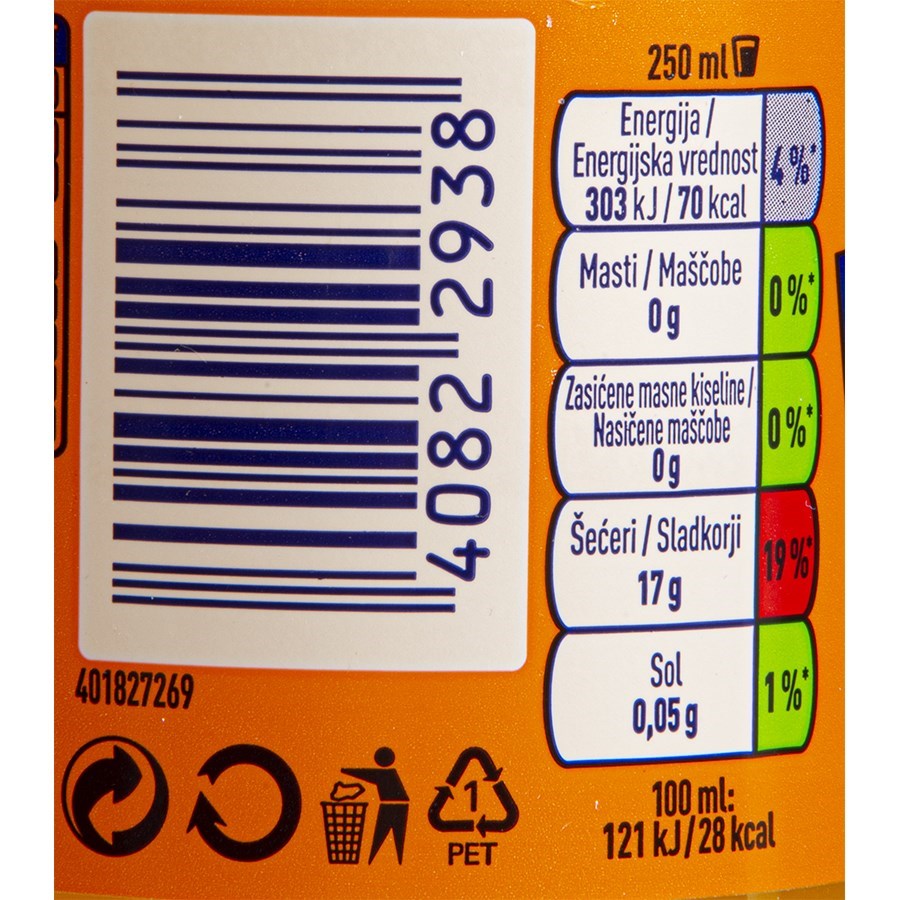 4082 2938
401827269
1
PET
250 ml
Energija /
Energijska vrednost
303 kJ / 70 kcal
4%*
Masti / Maščobe
0 g
0%*
Zasićene masne kiseline /
Nasičene maščobe
0 g
0%*
Šećeri / Sladkorji
17 g
19%*
Sol
0,05 g
1%*
100 ml:
121 kJ/28 kcal